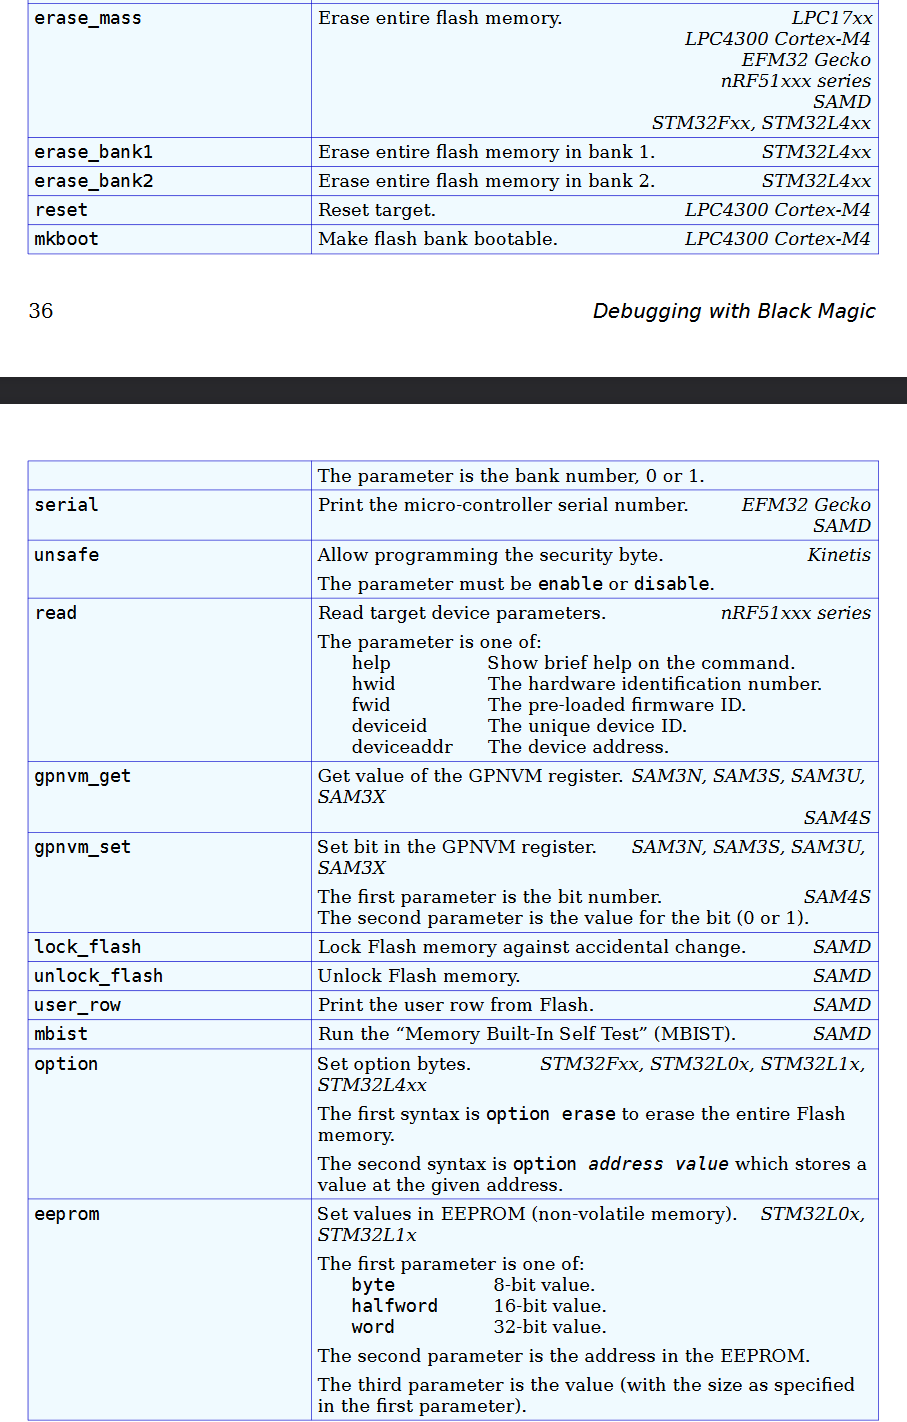 erase_mass Erase entire flash memory. LPC17xx
LPC4300 Cortex-M4
EFM32 Gecko
nRF51xxx series
SAMD
STM32Fxx, STM32L4xx
erase_bank1 Erase entire flash memory in bank 1. STM32L4xx
erase_bank2 Erase entire flash memory in bank 2. STM32L4xx
reset Reset target. LPC4300 Cortex-M4
mkboot Make flash bank bootable. LPC4300 Cortex-M4
36 Debugging with Black Magic
The parameter is the bank number, 0 or 1.
serial Print the micro-controller serial number. EFM32 Gecko
SAMD
unsafe Allow programming the security byte. Kinetis
The parameter must be enable or disable.
read Read target device parameters. nRF51xxx series
The parameter is one of:
help Show brief help on the command.
hwid The hardware identification number.
fwid The pre-loaded firmware ID.
deviceid The unique device ID.
deviceaddr The device address.
gpnvm_get Get value of the GPNVM register. SAM3N, SAM3S, SAM3U,
SAM3X
SAM4S
gpnvm_set Set bit in the GPNVM register. SAM3N, SAM3S, SAM3U,
SAM3X
The first parameter is the bit number. SAM4S
The second parameter is the value for the bit (0 or 1).
lock_flash Lock Flash memory against accidental change. SAMD
unlock_flash Unlock Flash memory. SAMD
user_row Print the user row from Flash. SAMD
mbist Run the “Memory Built-In Self Test” (MBIST). SAMD
option Set option bytes. STM32Fxx, STM32L0x, STM32L1x,
STM32L4xx
The first syntax is option erase to erase the entire Flash
memory.
The second syntax is option address value which stores a
value at the given address.
eeprom Set values in EEPROM (non-volatile memory). STM32L0x,
STM32L1x
The first parameter is one of:
byte 8-bit value.
halfword 16-bit value.
word 32-bit value.
The second parameter is the address in the EEPROM.
The third parameter is the value (with the size as specified
in the first parameter).